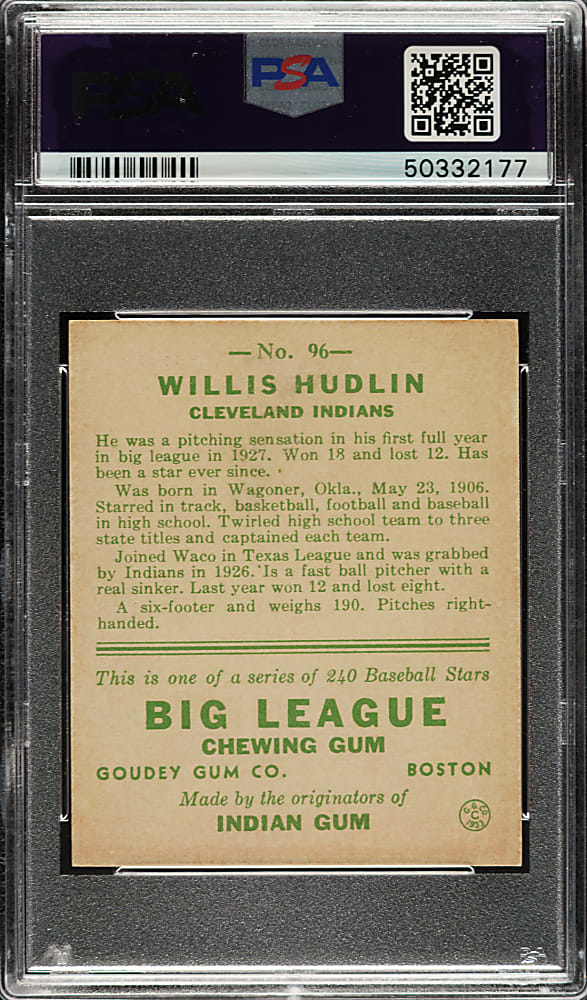 PSA
50332177
—No. 96—
WILLIS HUDLIN
CLEVELAND INDIANS
He was a pitching sensation in his first full year
in big league in 1927. Won 18 and lost 12. Has
been a star ever since.
Was born in Wagoner, Okla., May 23, 1906.
Starred in track, basketball, football and baseball
in high school. Twirled high school team to three
state titles and captained each team.
Joined Waco in Texas League and was grabbed
by Indians in 1926. Is a fast ball pitcher with a
real sinker. Last year won 12 and lost eight.
A six-footer and weighs 190. Pitches right-
handed.
This is one of a series of 240 Baseball Stars
BIG LEAGUE
CHEWING GUM
GOUDEY GUM CO. BOSTON
Made by the originators of
INDIAN GUM
G.G.CO.
C
1933